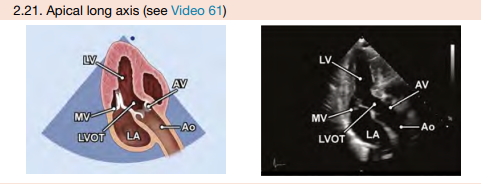 2.21. Apical long axis (see Video 61)
LV
AV
MV
LVOT
LA
Ao
LV
AV
MV
LVOT
LA
Ao